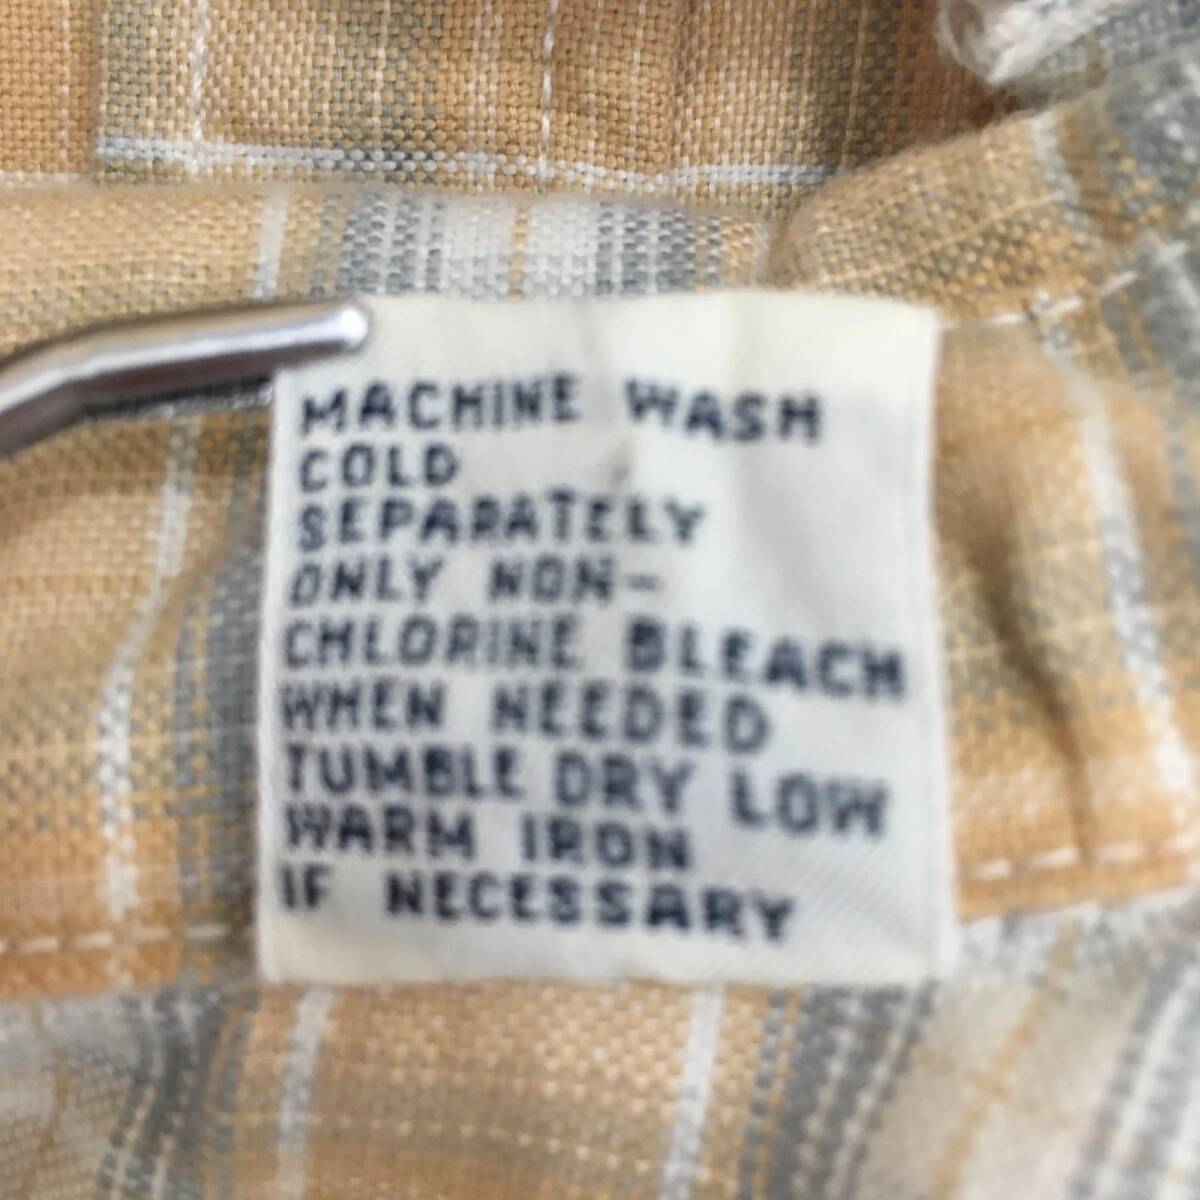 MACHINE WASH
COLD
SEPARATELY
ONLY NON-
CHLORINE BLEACH
WHEN NEEDED
TUMBLE DRY LOW
WARM IRON
IF NECESSARY